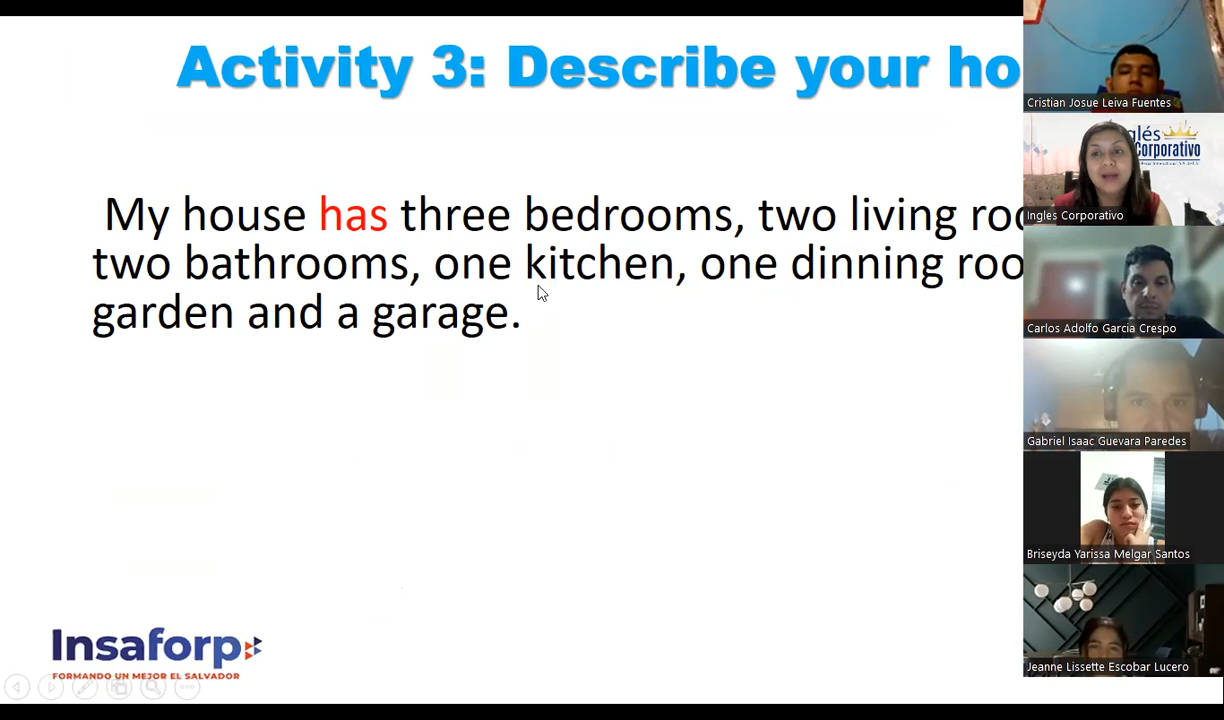 Activity 3: Describe your ho
My house has three bedrooms, two living roo
two bathrooms, one kitchen, one dinning roo
garden and a garage.
Insaforp
FORMANDO UN MEJOR EL SALVADOR
Cristian Josue Leiva Fuentes
glés
Corporativo
Ingles Corporativo
Carlos Adolfo Garcia Crespo
Gabriel Isaac Guevara Paredes
Briseyda Yarissa Melgar Santos
Jeanne Lissette Escobar Lucero